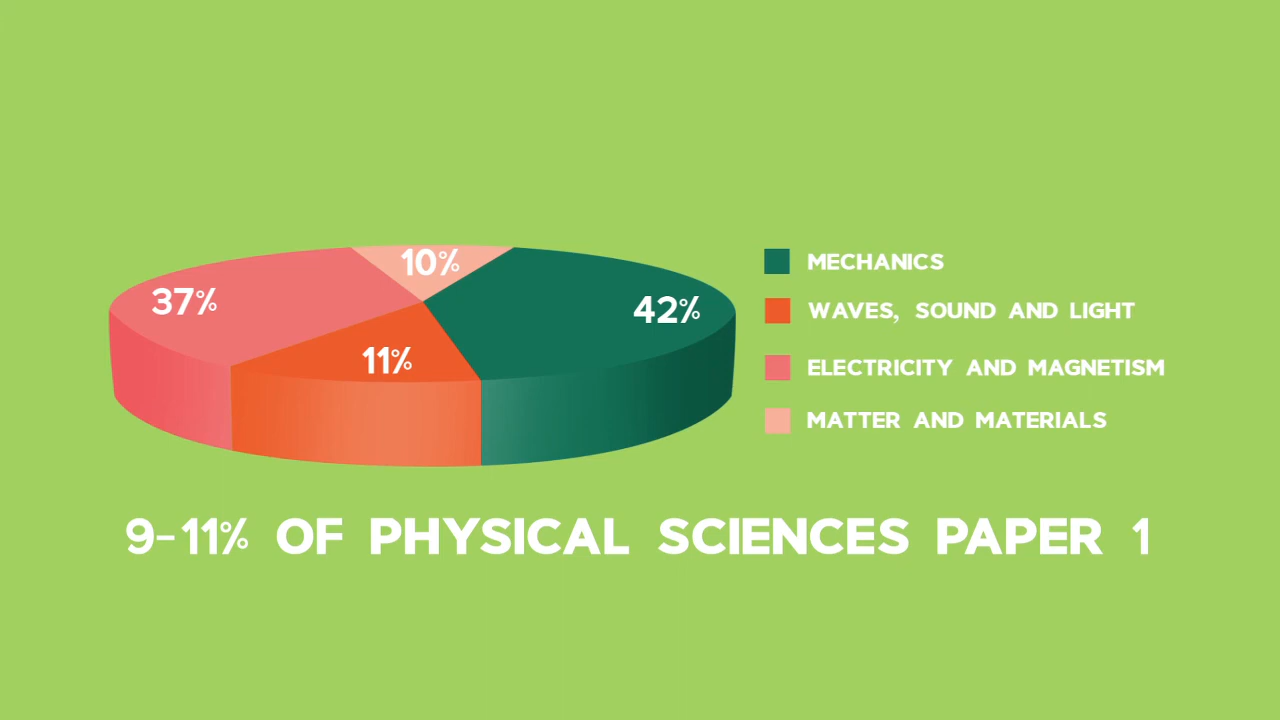 10%
37%
42%
11%
MECHANICS
WAVES, SOUND AND LIGHT
ELECTRICITY AND MAGNETISM
MATTER AND MATERIALS
9-11% OF PHYSICAL SCIENCES PAPER 1